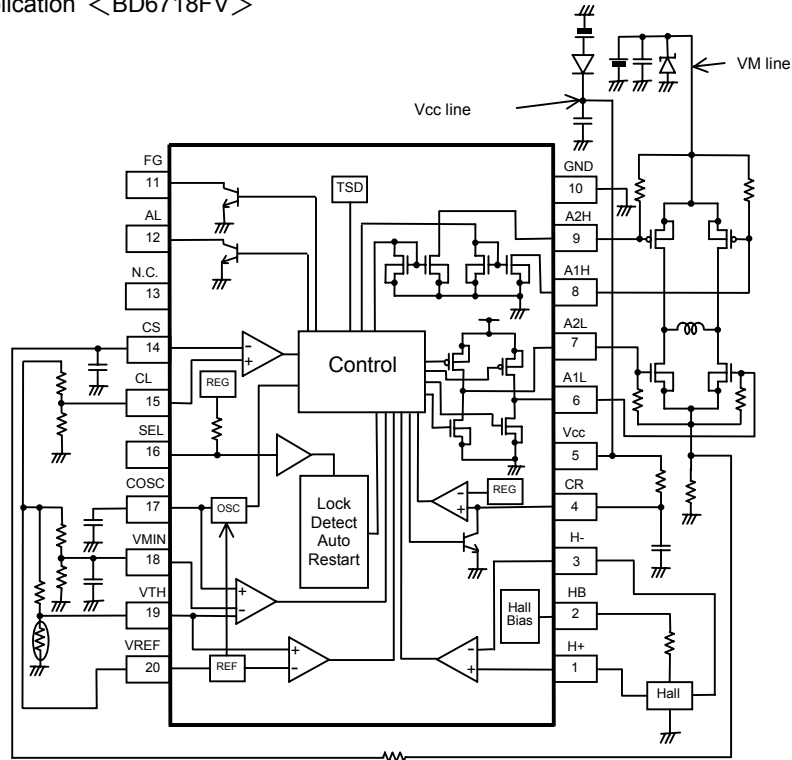 ＜BD6718FV＞
VM line
Vcc line
FG
11
AL
12
N.C.
13
CS
14
CL
15
SEL
16
COSC
17
VMIN
18
VTH
19
VREF
20
TSD
Control
REG
OSC
Lock
Detect
Auto
Restart
REF
REG
Hall
Bias
GND
10
A2H
9
A1H
8
A2L
7
A1L
6
Vcc
5
CR
4
H-
3
HB
2
H+
1
Hall
-
+
+
-
+
-
-
+
-
+